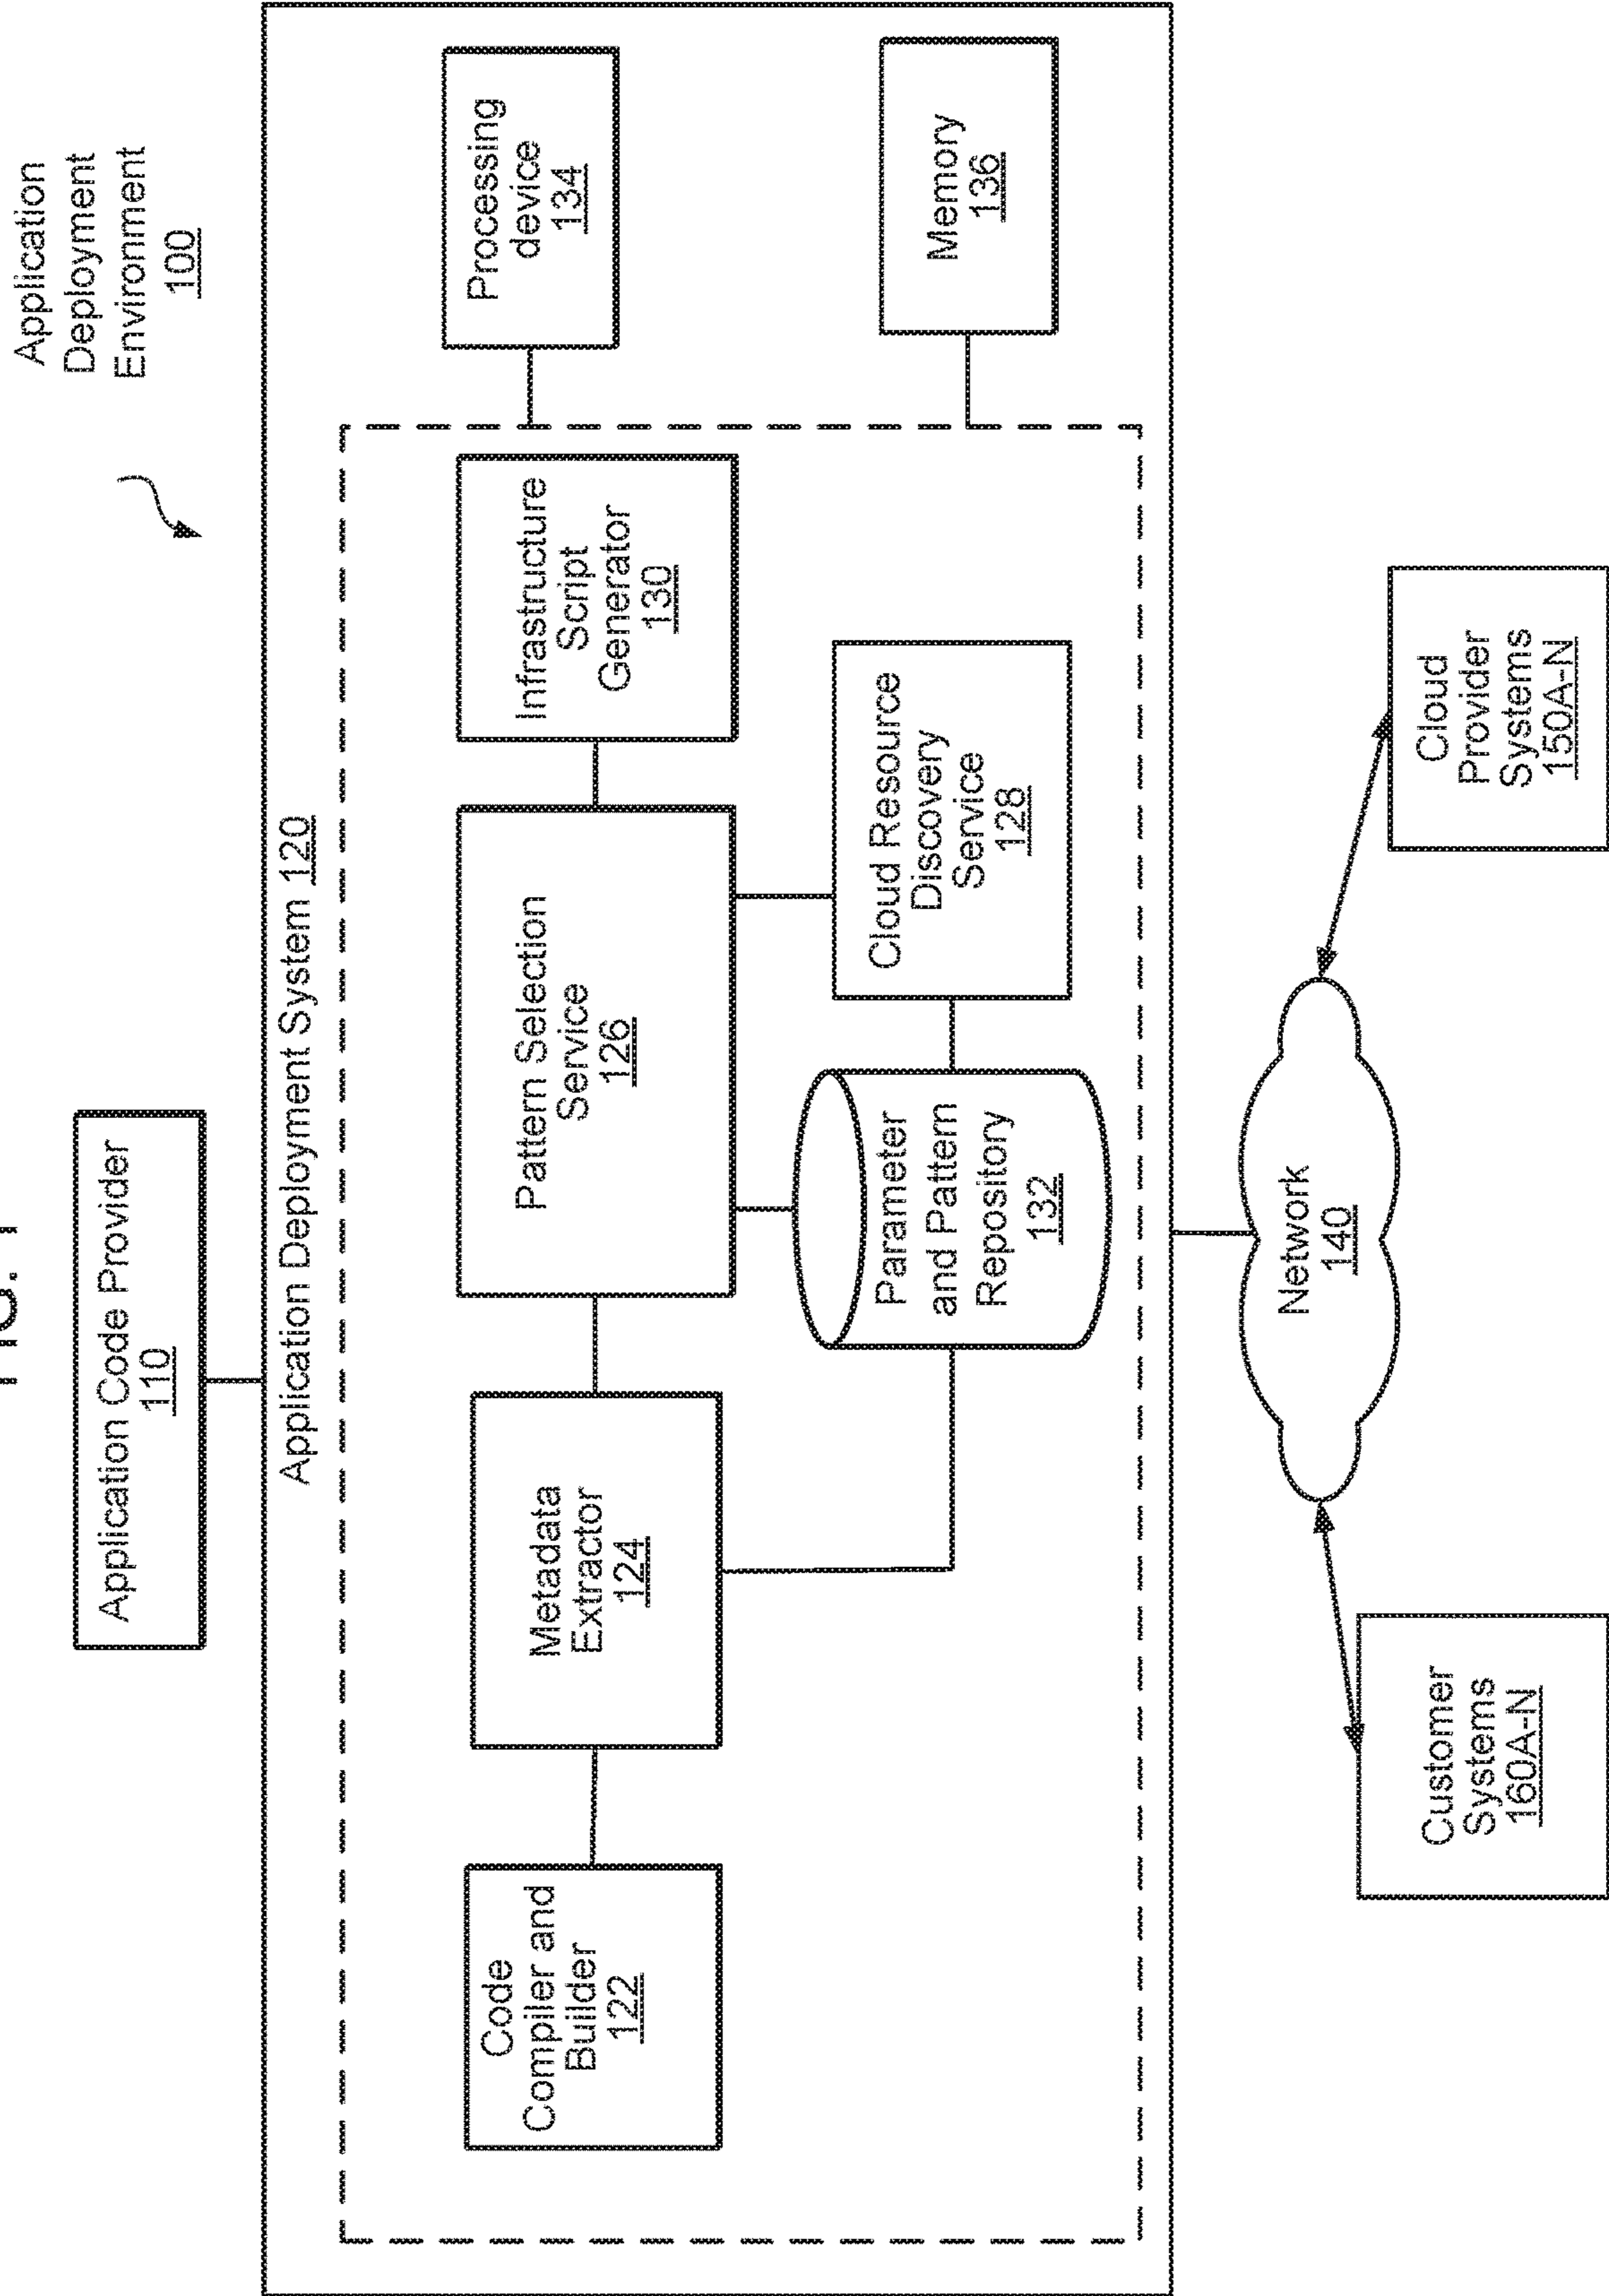 FIG. 1
Application
Deployment
Environment
100
Application Code Provider
110
Application Deployment System 120
Code
Compiler and
Builder
122
Metadata
Extractor
124
Pattern Selection
Service
126
Infrastructure
Script
Generator
130
Processing
device
134
Parameter
and Pattern
Repository
132
Cloud Resource
Discovery
Service
128
Memory
136
Network
140
Customer
Systems
160A-N
Cloud
Provider
Systems
150A-N